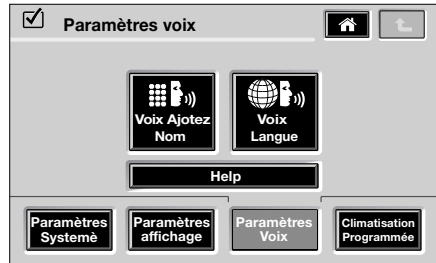 Paramètres voix
Voix Ajotez
Nom
Voix
Langue
Help
Paramètres
Systemè
Paramètres
affichage
Paramètres
Voix
Climatisation
Programmée